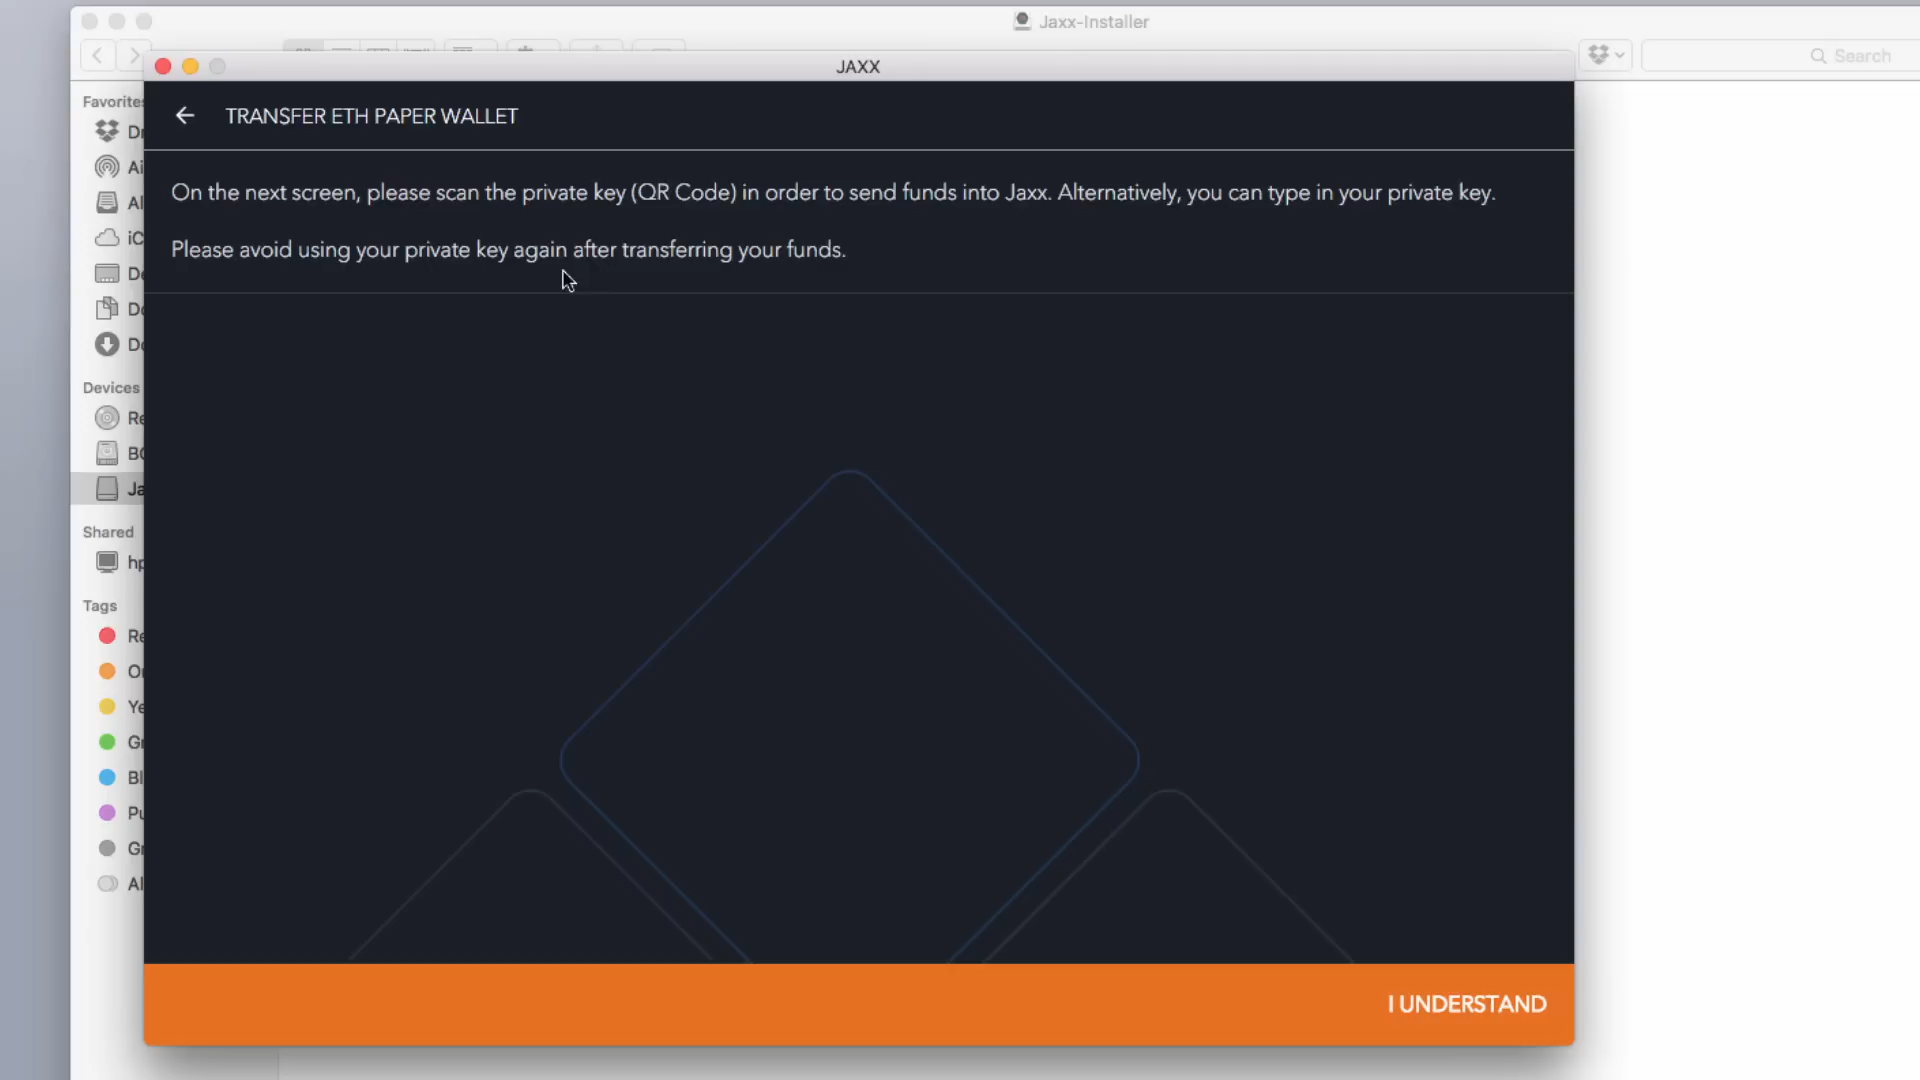 Jaxx-Installer
Search
JAXX
TRANSFER ETH PAPER WALLET
On the next screen, please scan the private key (QR Code) in order to send funds into Jaxx. Alternatively, you can type in your private key.
Please avoid using your private key again after transferring your funds.
Favorites
Devices
Shared
Tags
I UNDERSTAND